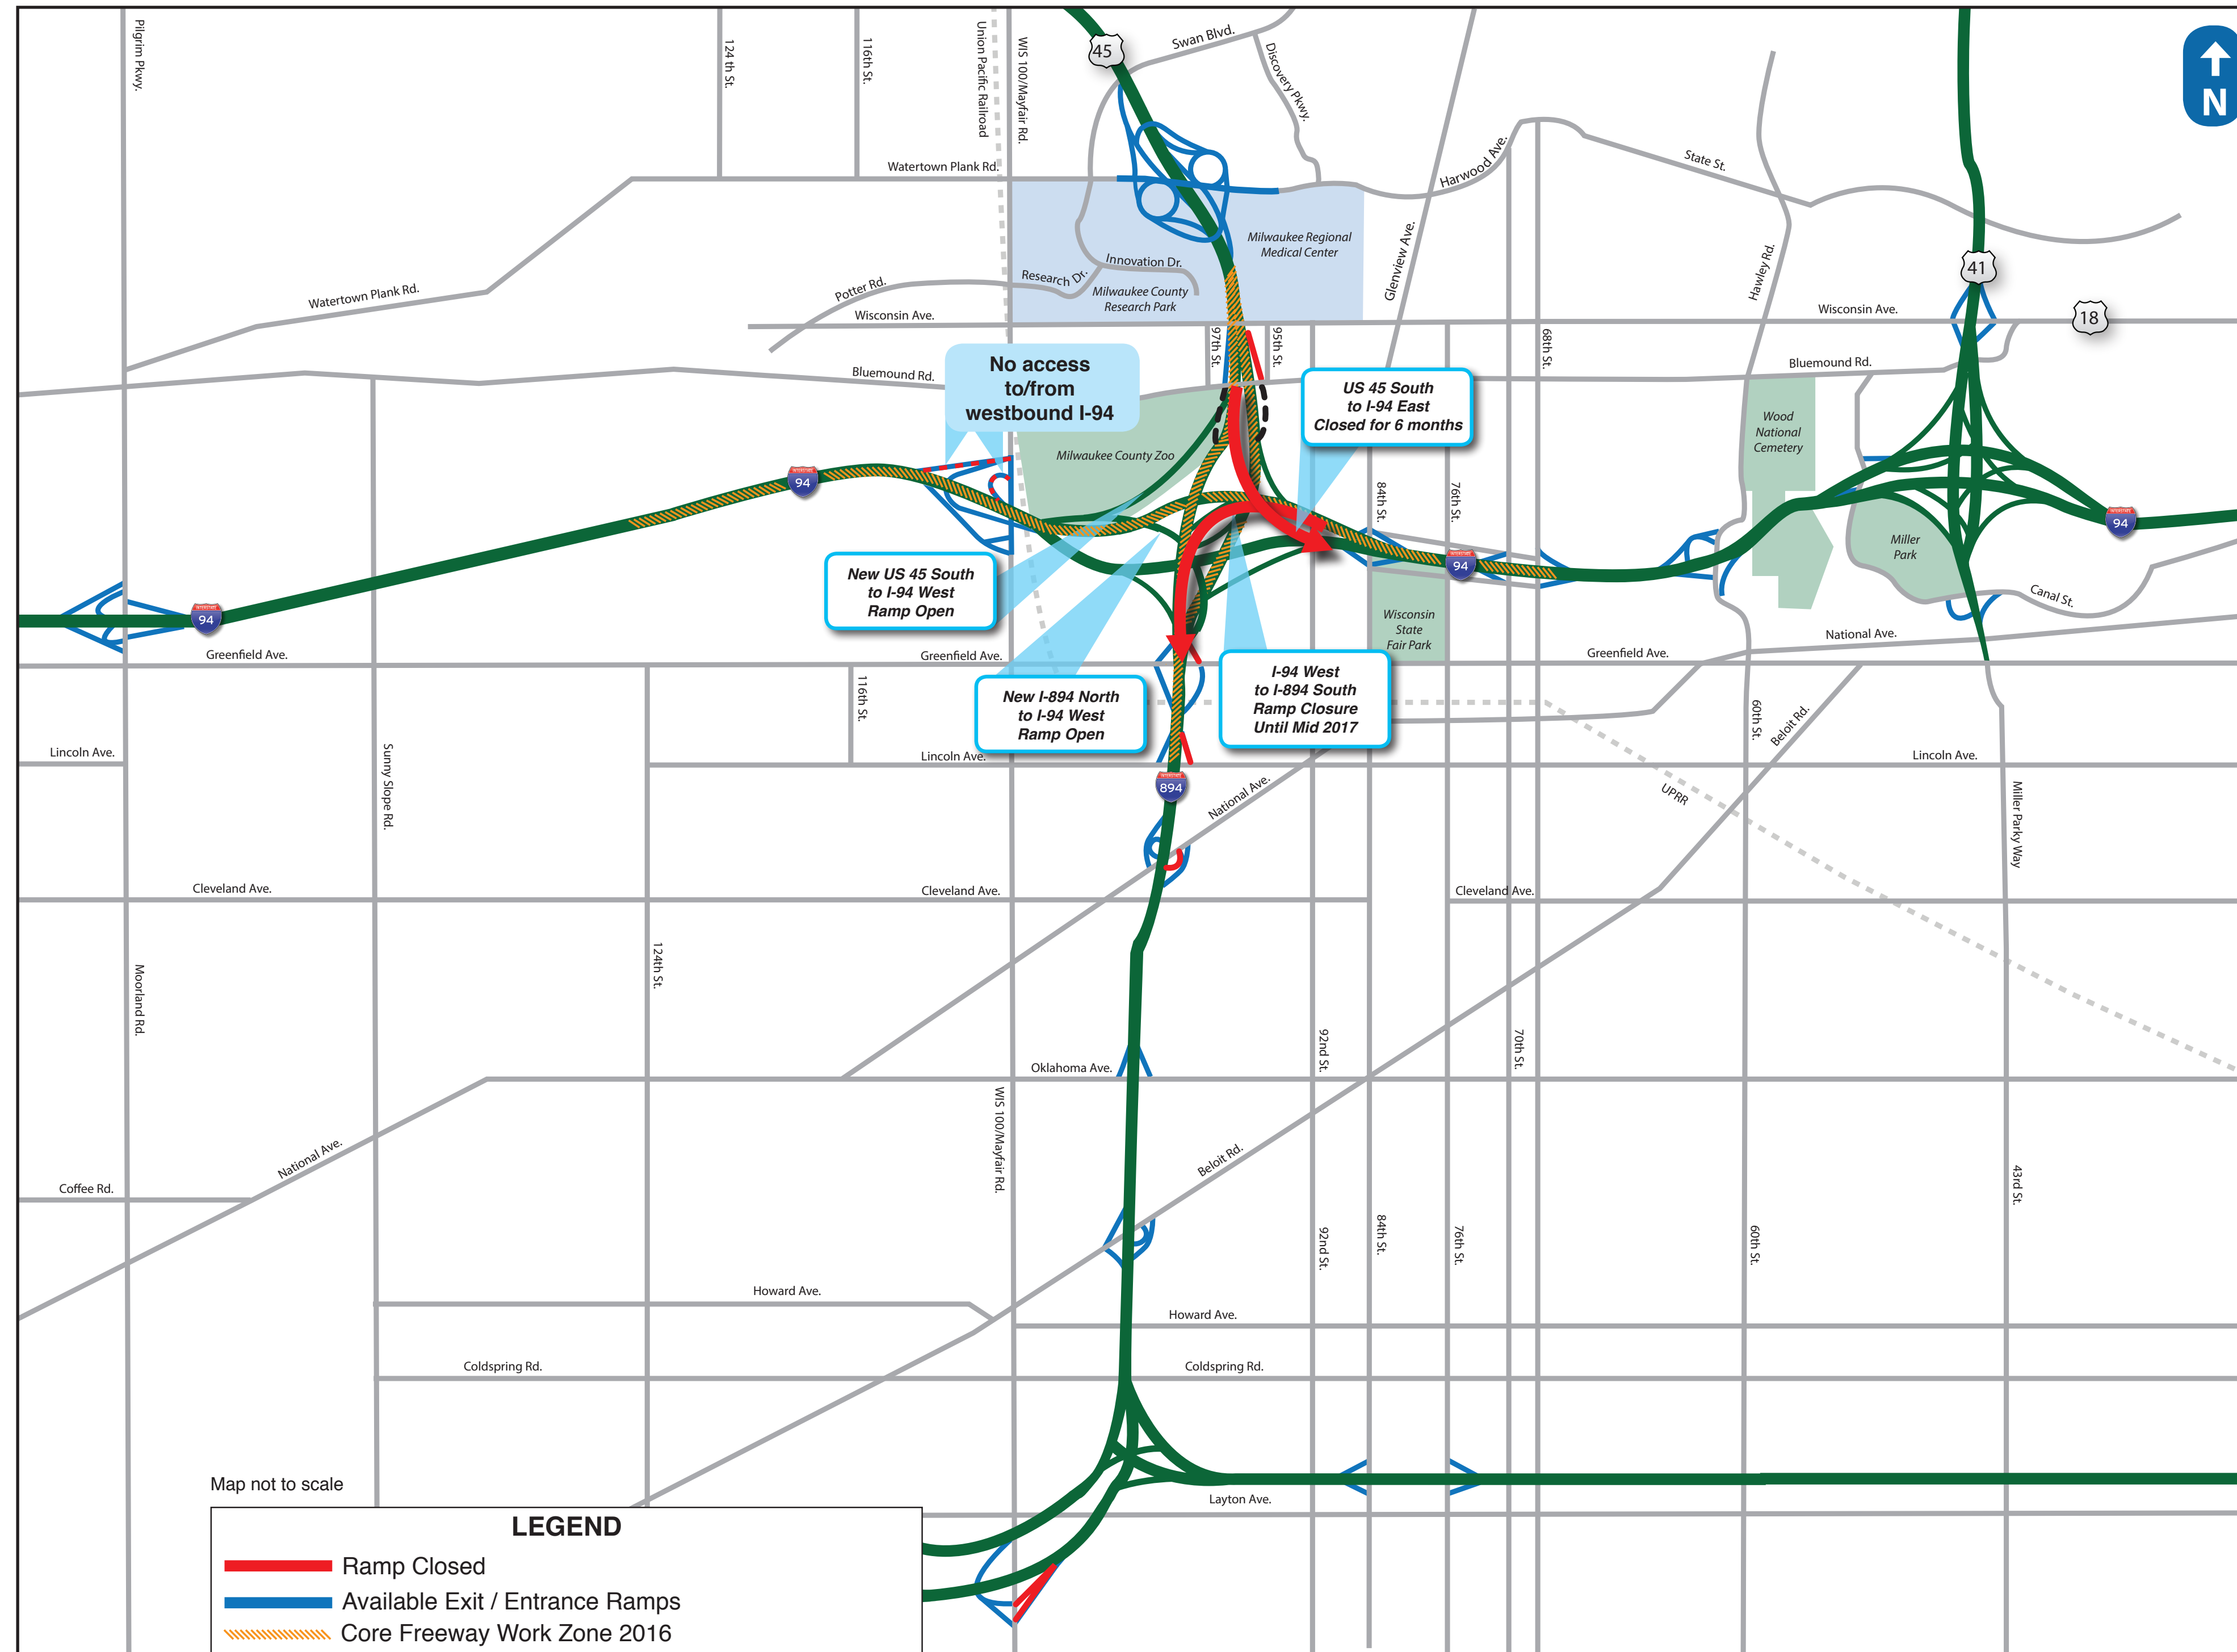 Pilgrim Pkwy.
124 th St.
116th St.
Union Pacific Railroad
WIS 100/Mayfair Rd.
45
Swan Blvd.
Discovery Pkwy.
N
Watertown Plank Rd.
Harwood Ave.
State St.
Milwaukee Regional
Medical Center
Glenview Ave.
Hawley Rd.
41
Innovation Dr.
Research Dr.
Milwaukee County
Research Park
Potter Rd.
Watertown Plank Rd.
Wisconsin Ave.
Wisconsin Ave.
18
97th St.
95th St.
68th St.
Bluemound Rd.
Bluemound Rd.
No access
to/from
westbound I-94
US 45 South
to I-94 East
Closed for 6 months
Wood
National
Cemetery
Milwaukee County Zoo
94
84th St.
76th St.
94
94
Miller
Park
New US 45 South
to I-94 West
Ramp Open
Canal St.
94
Wisconsin
State
Fair Park
National Ave.
Greenfield Ave.
Greenfield Ave.
Greenfield Ave.
I-94 West
to I-894 South
Ramp Closure
Until Mid 2017
New I-894 North
to I-94 West
Ramp Open
116th St.
60th St.
Beloit Rd.
Lincoln Ave.
Sunny Slope Rd.
Lincoln Ave.
Lincoln Ave.
894
National Ave.
UPRR
Miller Parky Way
Cleveland Ave.
Cleveland Ave.
Cleveland Ave.
124th St.
Moorland Rd.
92nd St.
70th St.
Oklahoma Ave.
WIS 100/Mayfair Rd.
National Ave.
Beloit Rd.
Coffee Rd.
43rd St.
92nd St.
84th St.
76th St.
60th St.
Howard Ave.
Howard Ave.
Coldspring Rd.
Coldspring Rd.
Map not to scale
Layton Ave.
LEGEND
Ramp Closed
Available Exit / Entrance Ramps
Core Freeway Work Zone 2016